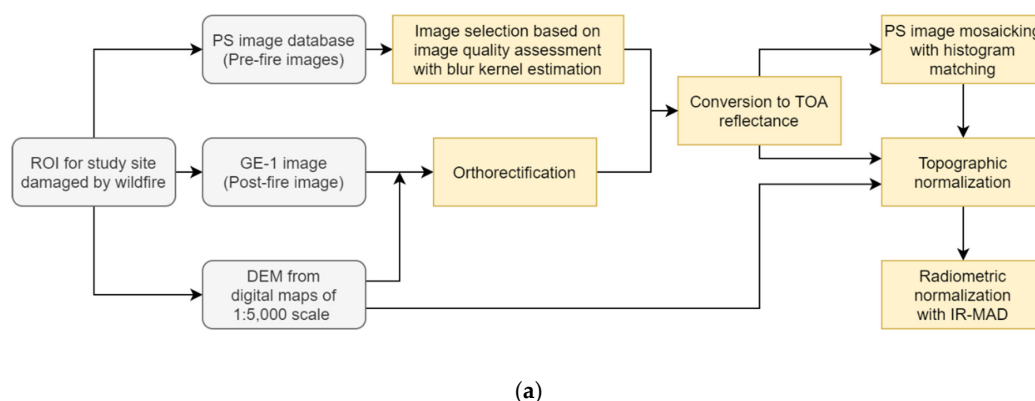 PS image database
(Pre-fire images)
Image selection based on
image quality assessment
with blur kernel estimation
PS image mosaicking
with histogram
matching
Conversion to TOA
reflectance
ROI for study site
damaged by wildfire
GE-1 image
(Post-fire image)
Orthorectification
Topographic
normalization
DEM from
digital maps of
1:5,000 scale
Radiometric
normalization
with IR-MAD
(a)